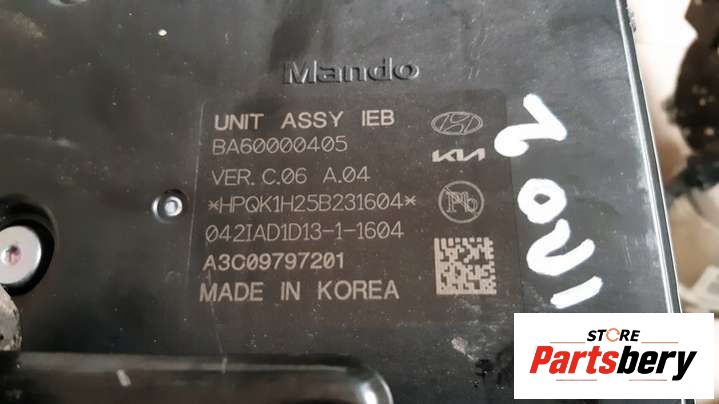 Mando
UNIT ASSY IEB
BA60000405
VER. C.06 A.04
*HPQK1H25B231604*
042IAD1D13-1-1604
A3C09797201
MADE IN KOREA
KIA
Pb
STORE
Partsbery